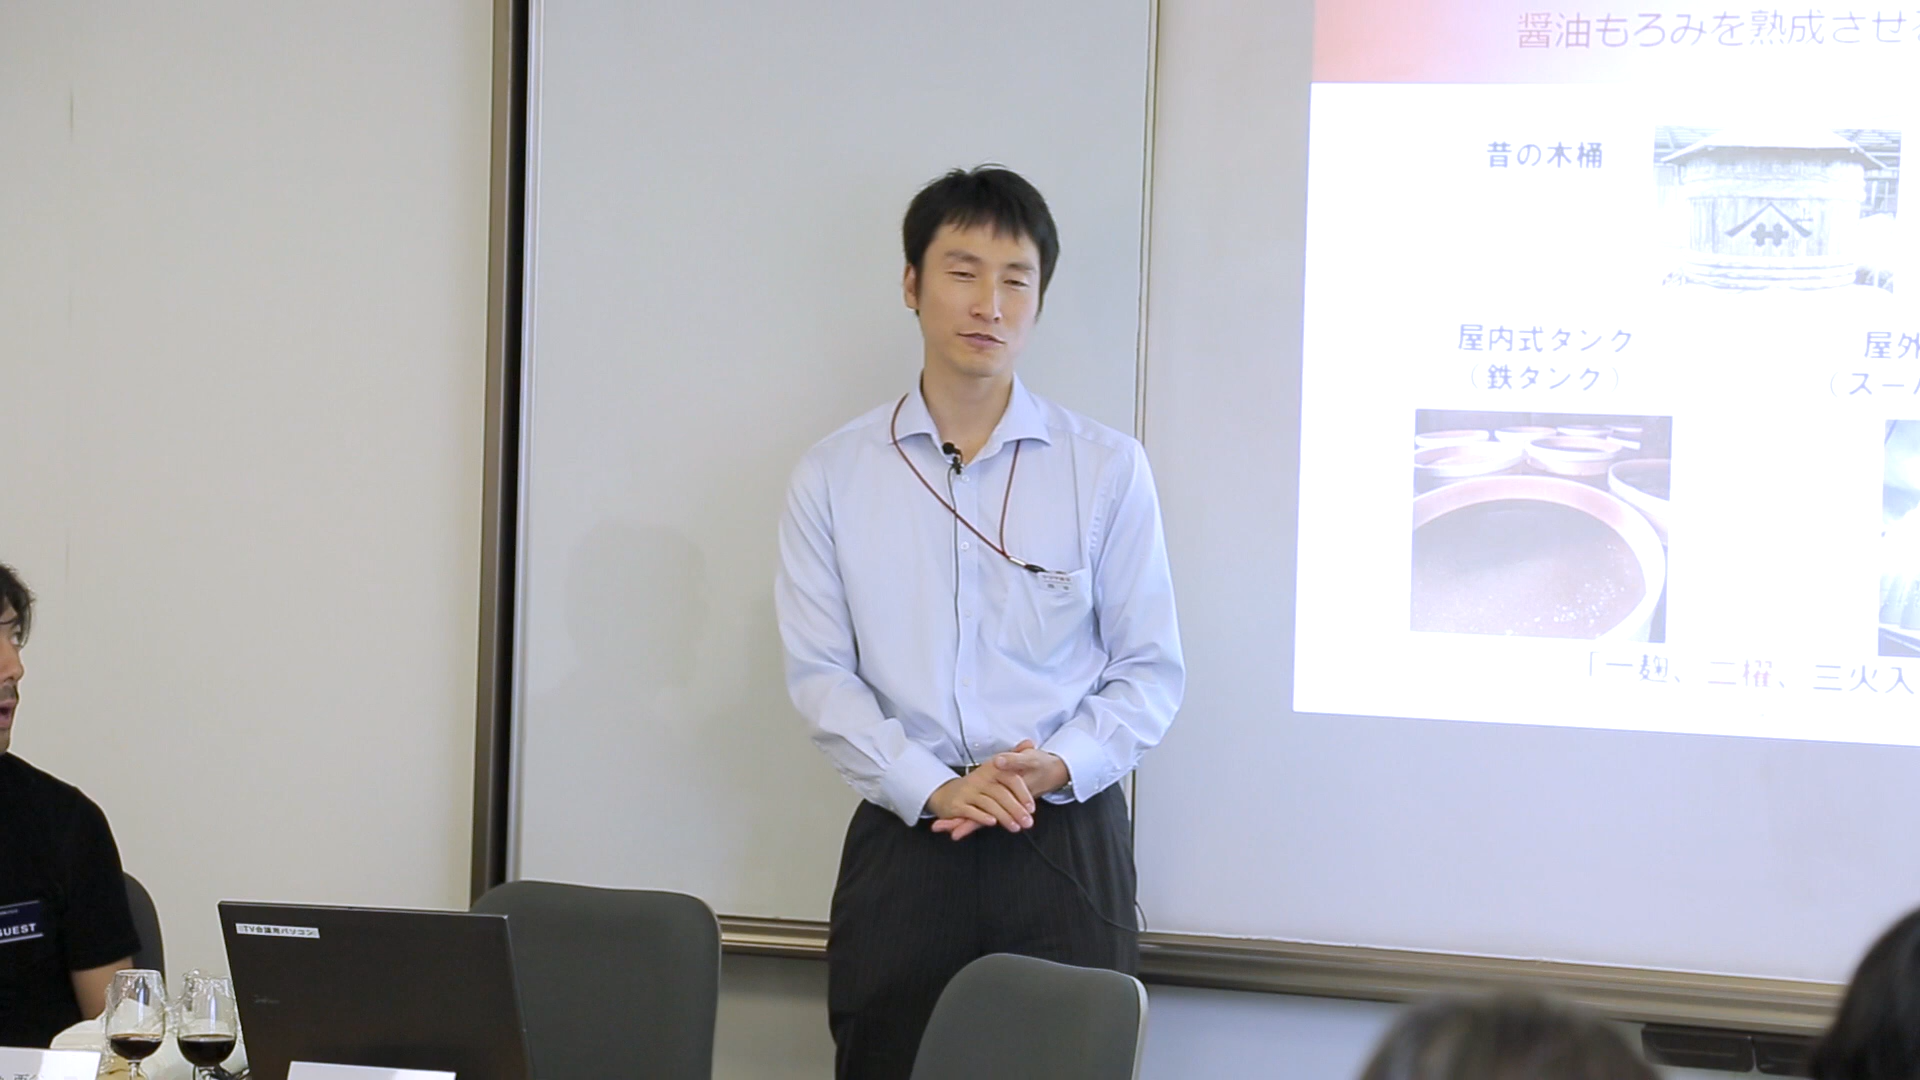 醤油もろみを熟成させ
昔の木桶
屋内式タンク
（鉄タンク）
屋外
（スー
「一麹、二櫂、三火入
TV会議用パソコン
GUEST